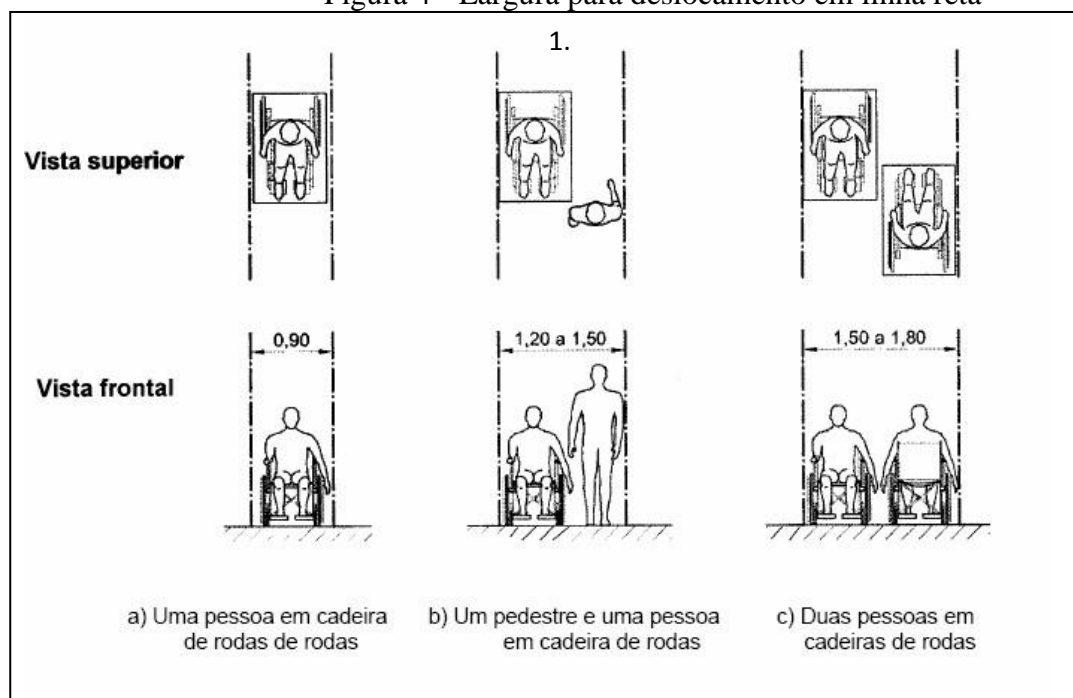 Figura 4 - Largura para deslocamento em linha reta
1.
Vista superior
0,90
1,20 a 1,50
1,50 a 1,80
Vista frontal
a) Uma pessoa em cadeira
de rodas de rodas
b) Um pedestre e uma pessoa
em cadeira de rodas
c) Duas pessoas em
cadeiras de rodas